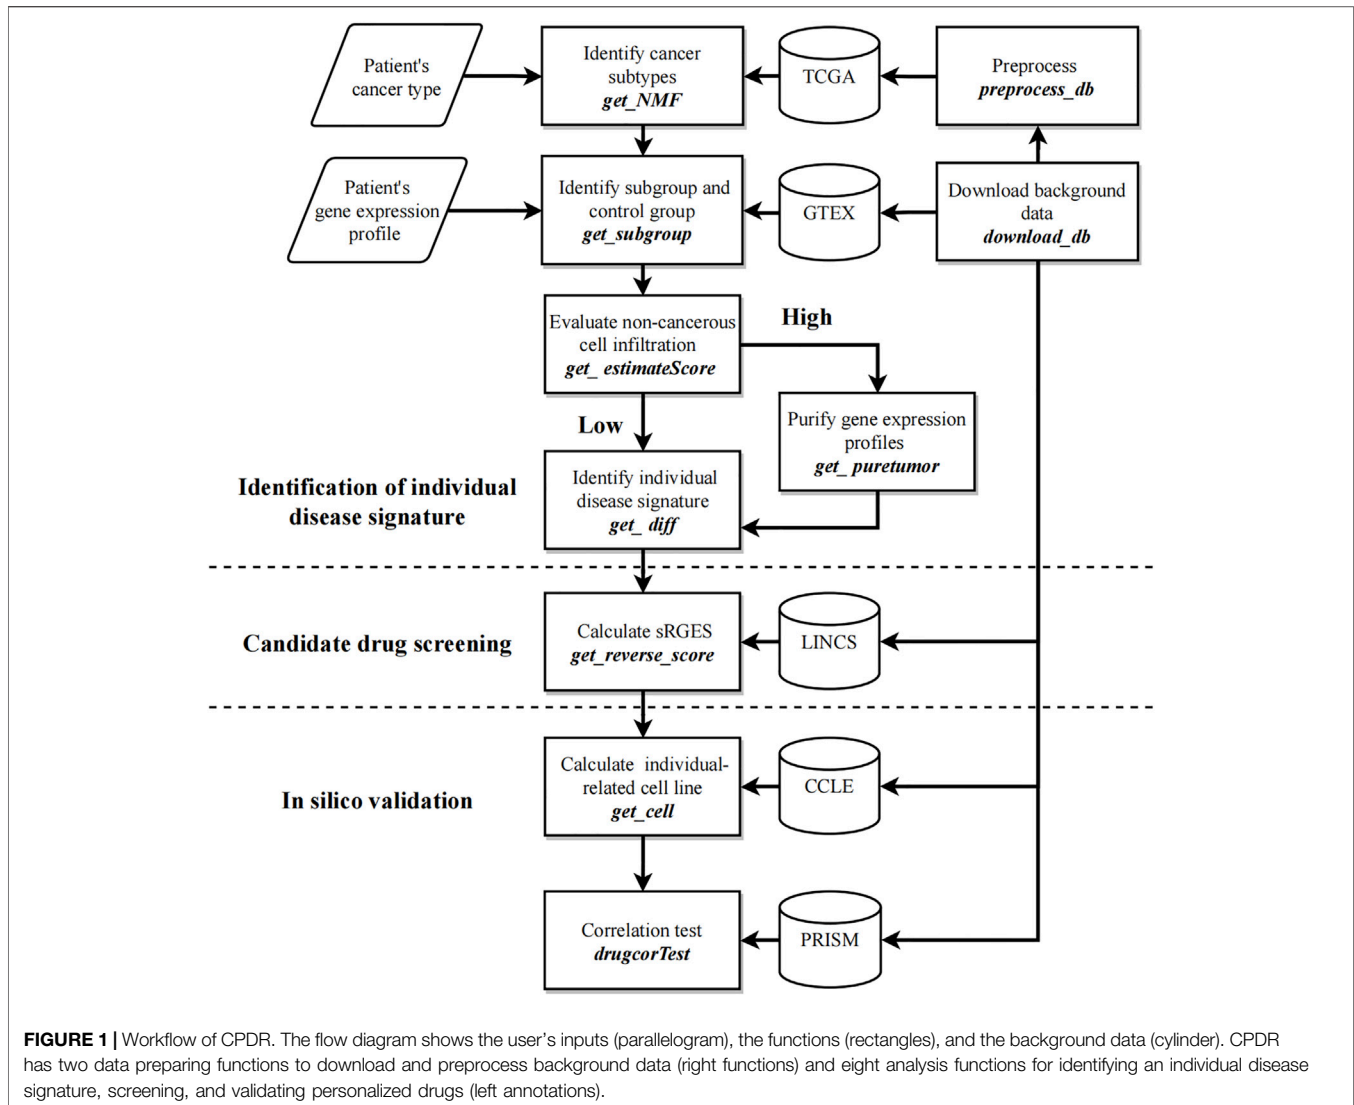 Patient's
cancer type
Identify cancer
subtypes
get_NMF
TCGA
Preprocess
preprocess_db
Patient's
gene expression
profile
Identify subgroup and
control group
get_subgroup
GTEX
Download background
data
download_db
Evaluate non-cancerous
cell infiltration
get_ estimateScore
High
Low
Purify gene expression
profiles
get_ puretumor
Identification of individual
disease signature
Identify individual
disease signature
get_ diff
Candidate drug screening
Calculate sRGES
get_reverse_score
LINCS
In silico validation
Calculate individual-
related cell line
get_cell
CCLE
Correlation test
drugcorTest
PRISM
FIGURE 1 | Workflow of CPDR. The flow diagram shows the user's inputs (parallelogram), the functions (rectangles), and the background data (cylinder). CPDR
has two data preparing functions to download and preprocess background data (right functions) and eight analysis functions for identifying an individual disease
signature, screening, and validating personalized drugs (left annotations).